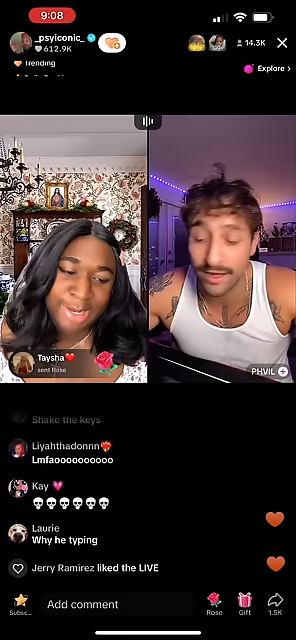 9:08
_psyiconic_
612.9K
14.3K
Trending
Explore >
Taysha❤️
sent Rose
PHVIL
Shake the keys
Liyahthadonnn❤️‍🔥
Lmfaoooooooooo
Kay 💗
💀💀💀💀💀💀
Laurie
Why he typing
Jerry Ramirez liked the LIVE
Subsc...
Add comment
Rose
Gift
1.5K